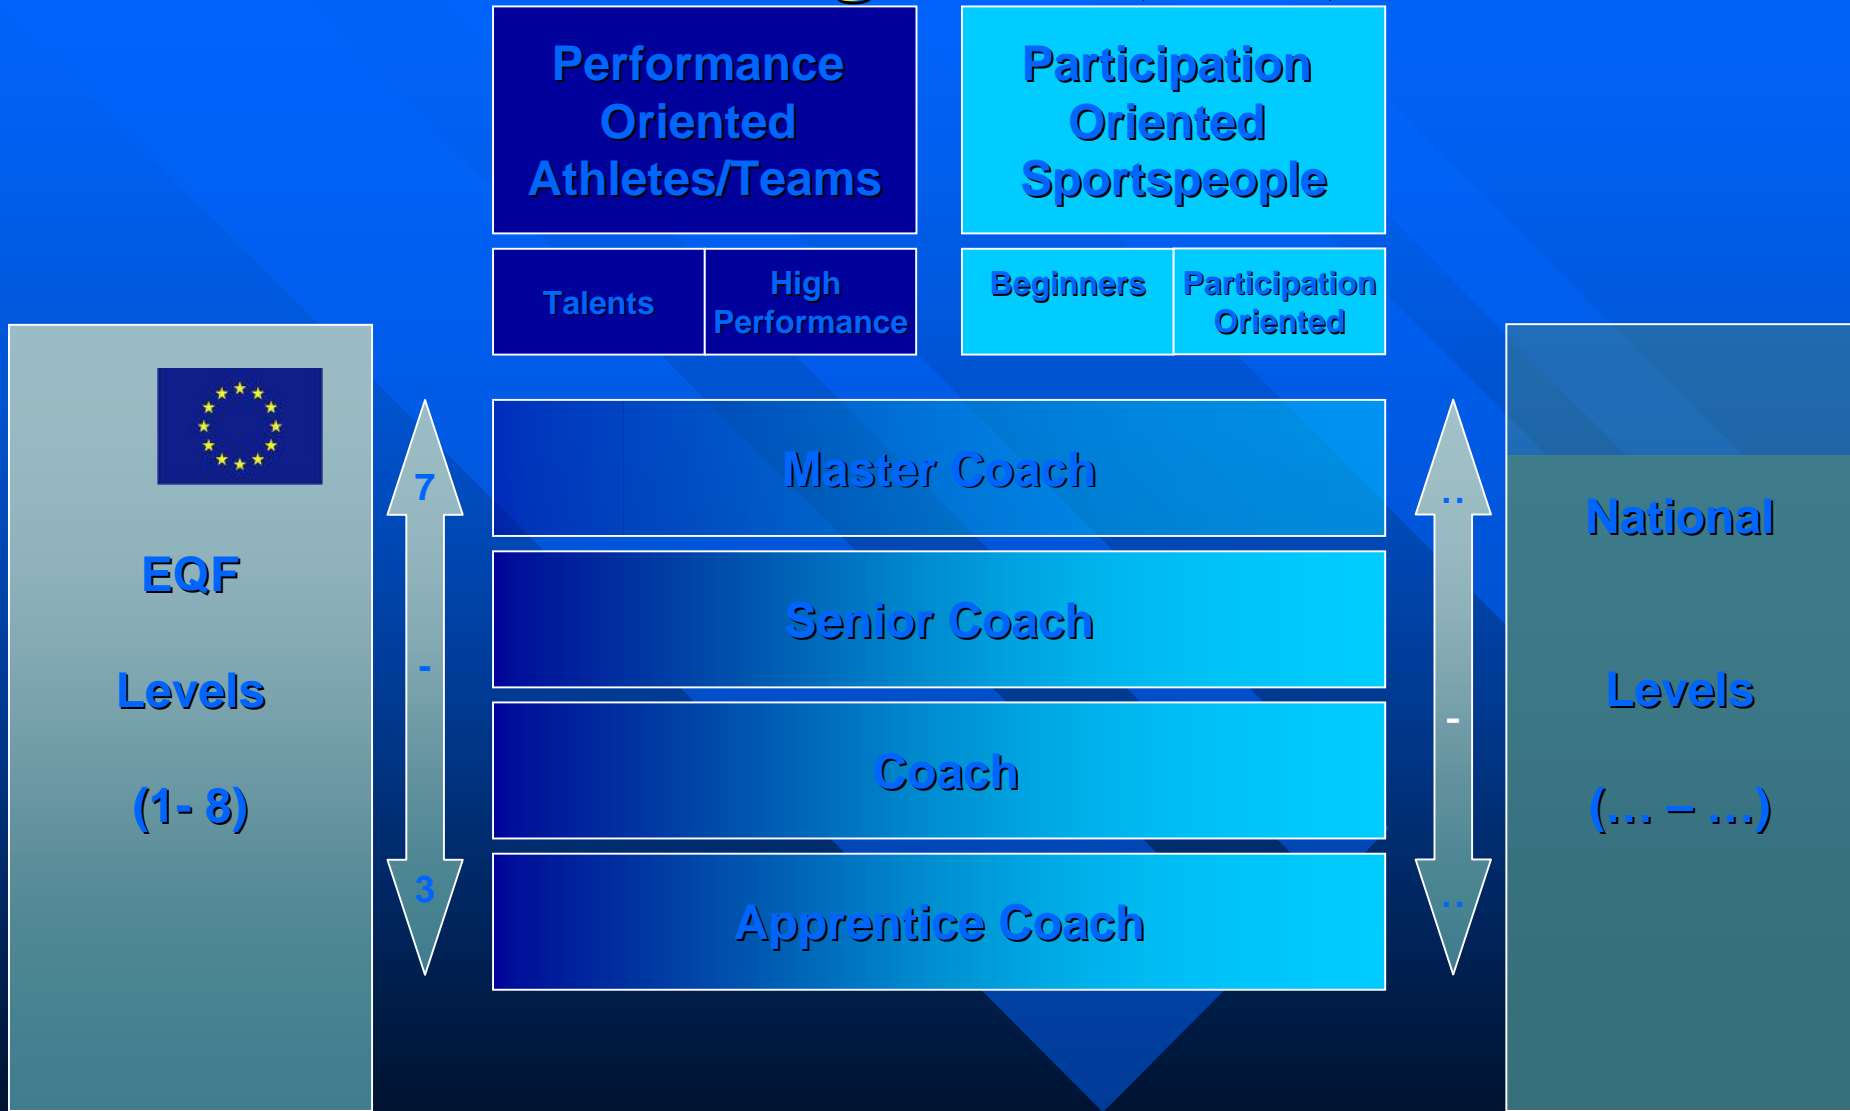 Performance
Oriented
Athletes/Teams
Participation
Oriented
Sportspeople
Talents
High
Performance
Beginners
Participation
Oriented
EQF
Levels
(1- 8)
7
-
3
Master Coach
Senior Coach
Coach
Apprentice Coach
..
-
..
National
Levels
(... – ...)